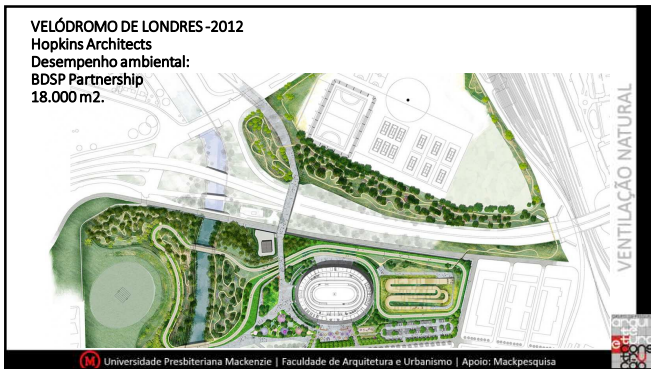 VELÓDROMO DE LONDRES -2012
Hopkins Architects
Desempenho ambiental:
BDSP Partnership
18.000 m2.
VENTILAÇÃO NATURAL
M Universidade Presbiteriana Mackenzie | Faculdade de Arquitetura e Urbanismo | Apoio: Mackpesquisa